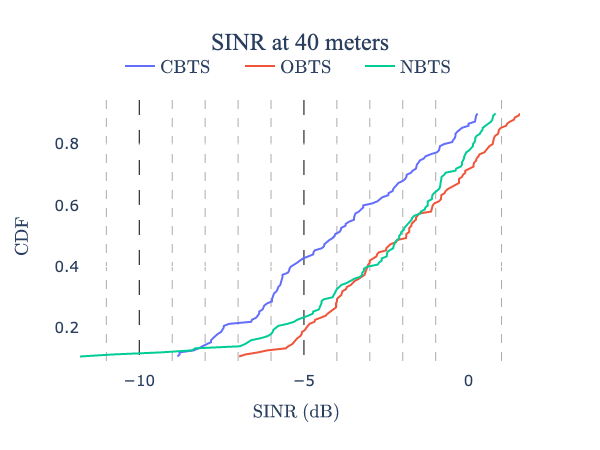 SINR at 40 meters
CBTS OBTS NBTS
0.8
0.6
0.4
0.2
CDF
−10 −5 0
SINR (dB)